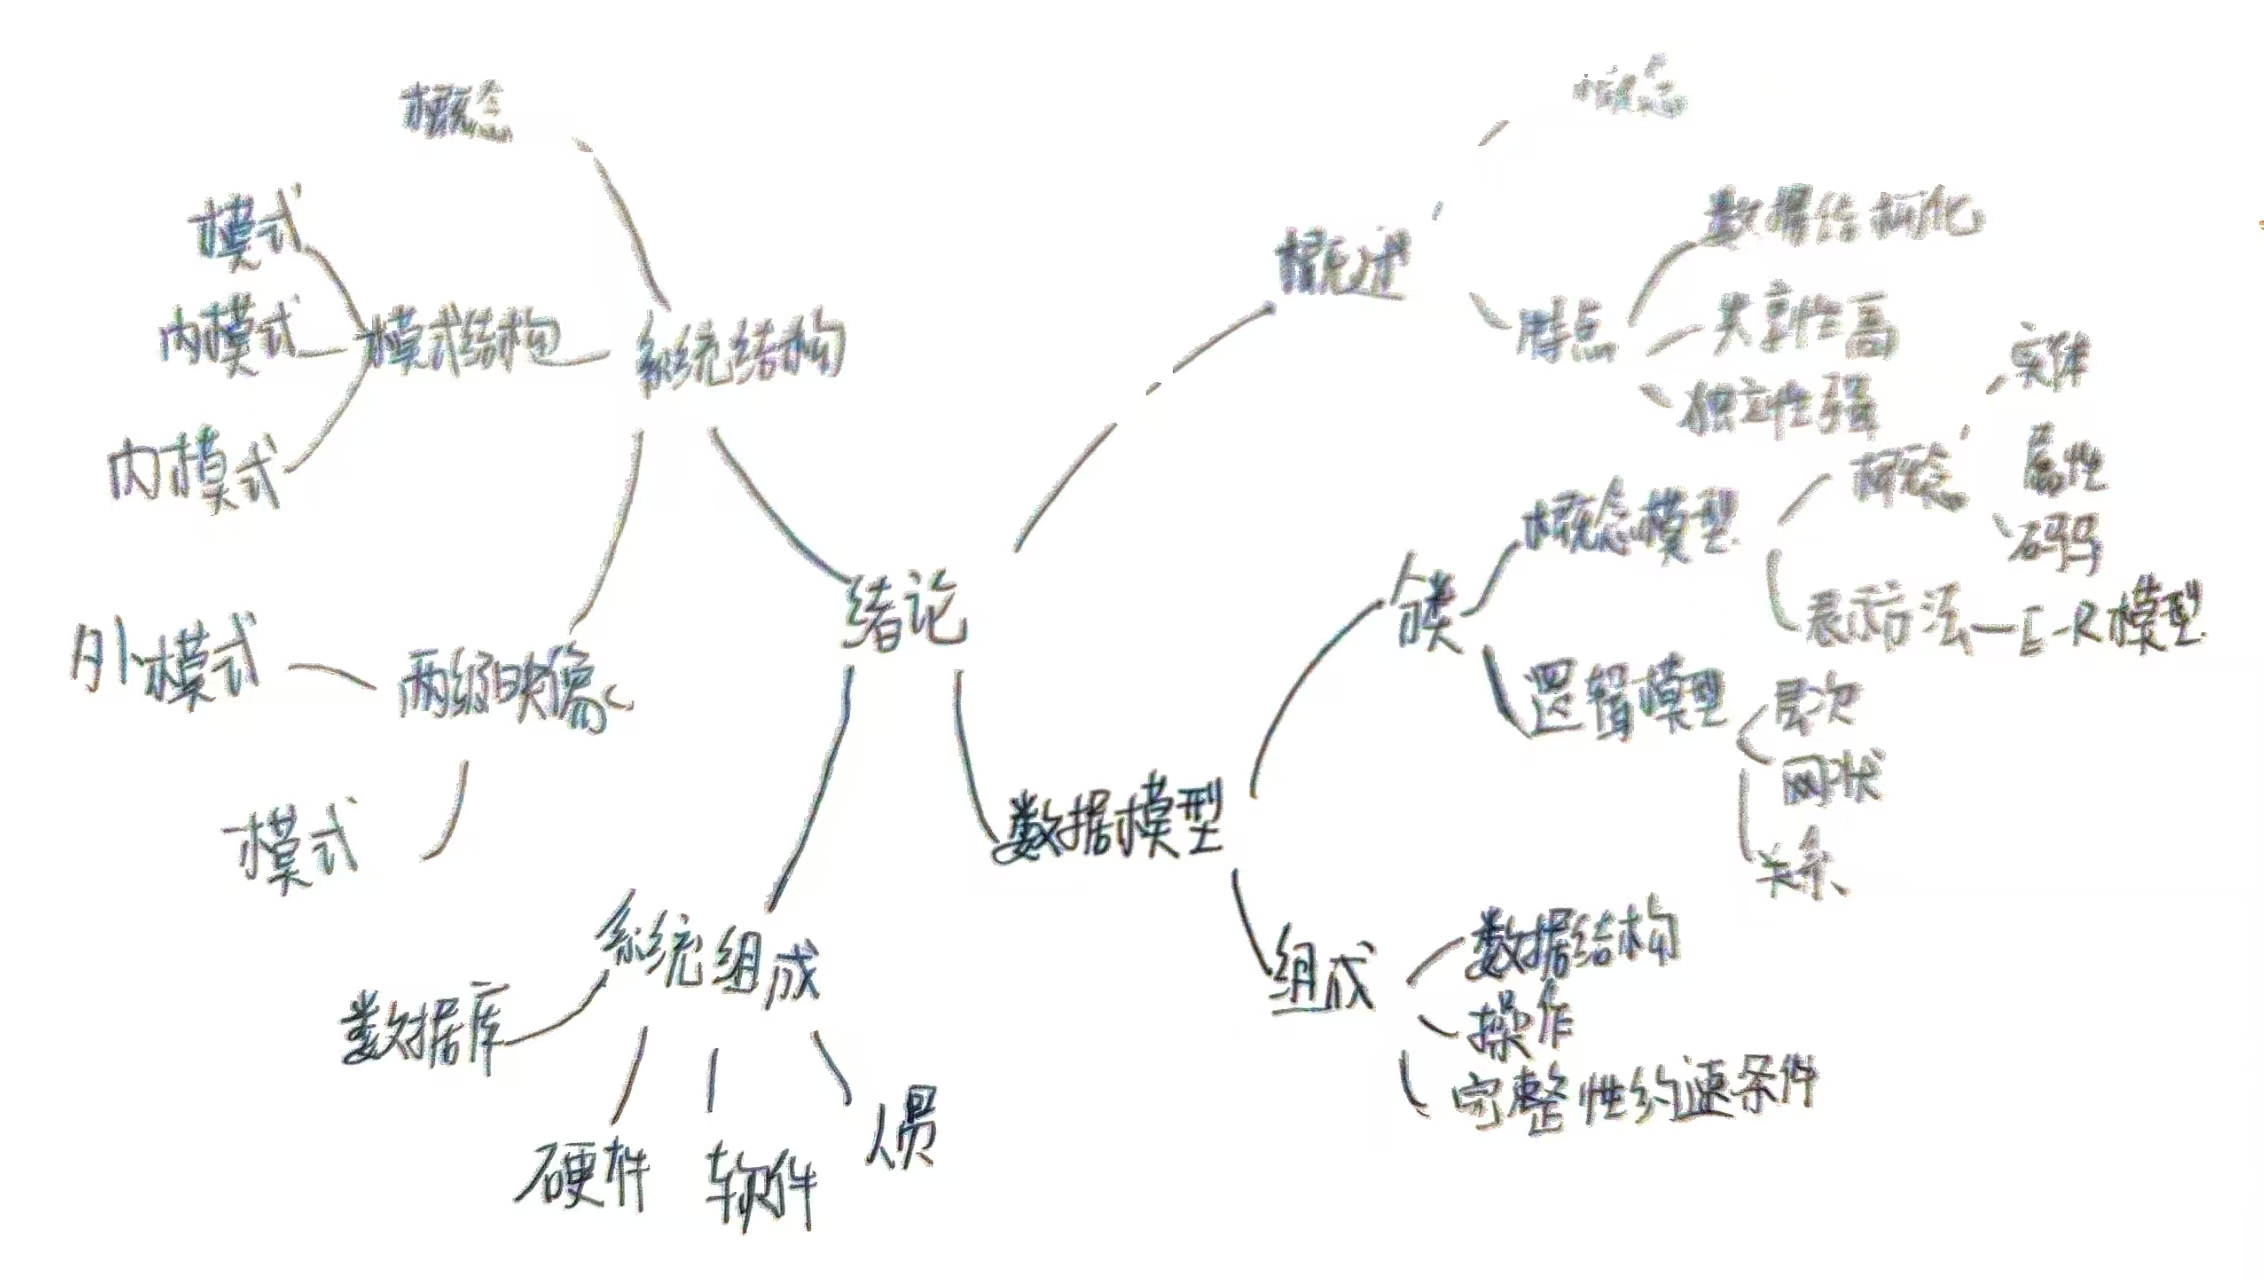 概念
模式
内模式
模式结构
系统结构
内模式
外模式
两级映像
模式
绪论
系统组成
数据库
硬件
软件
人员
概述
概念
特点
数据结构化
共享性高
独立性强
数据模型
分类
概念模型
概念
实体
属性
码
表示方法
E-R模型
逻辑模型
层次
网状
关系
组成
数据结构
操作
完整性约速条件